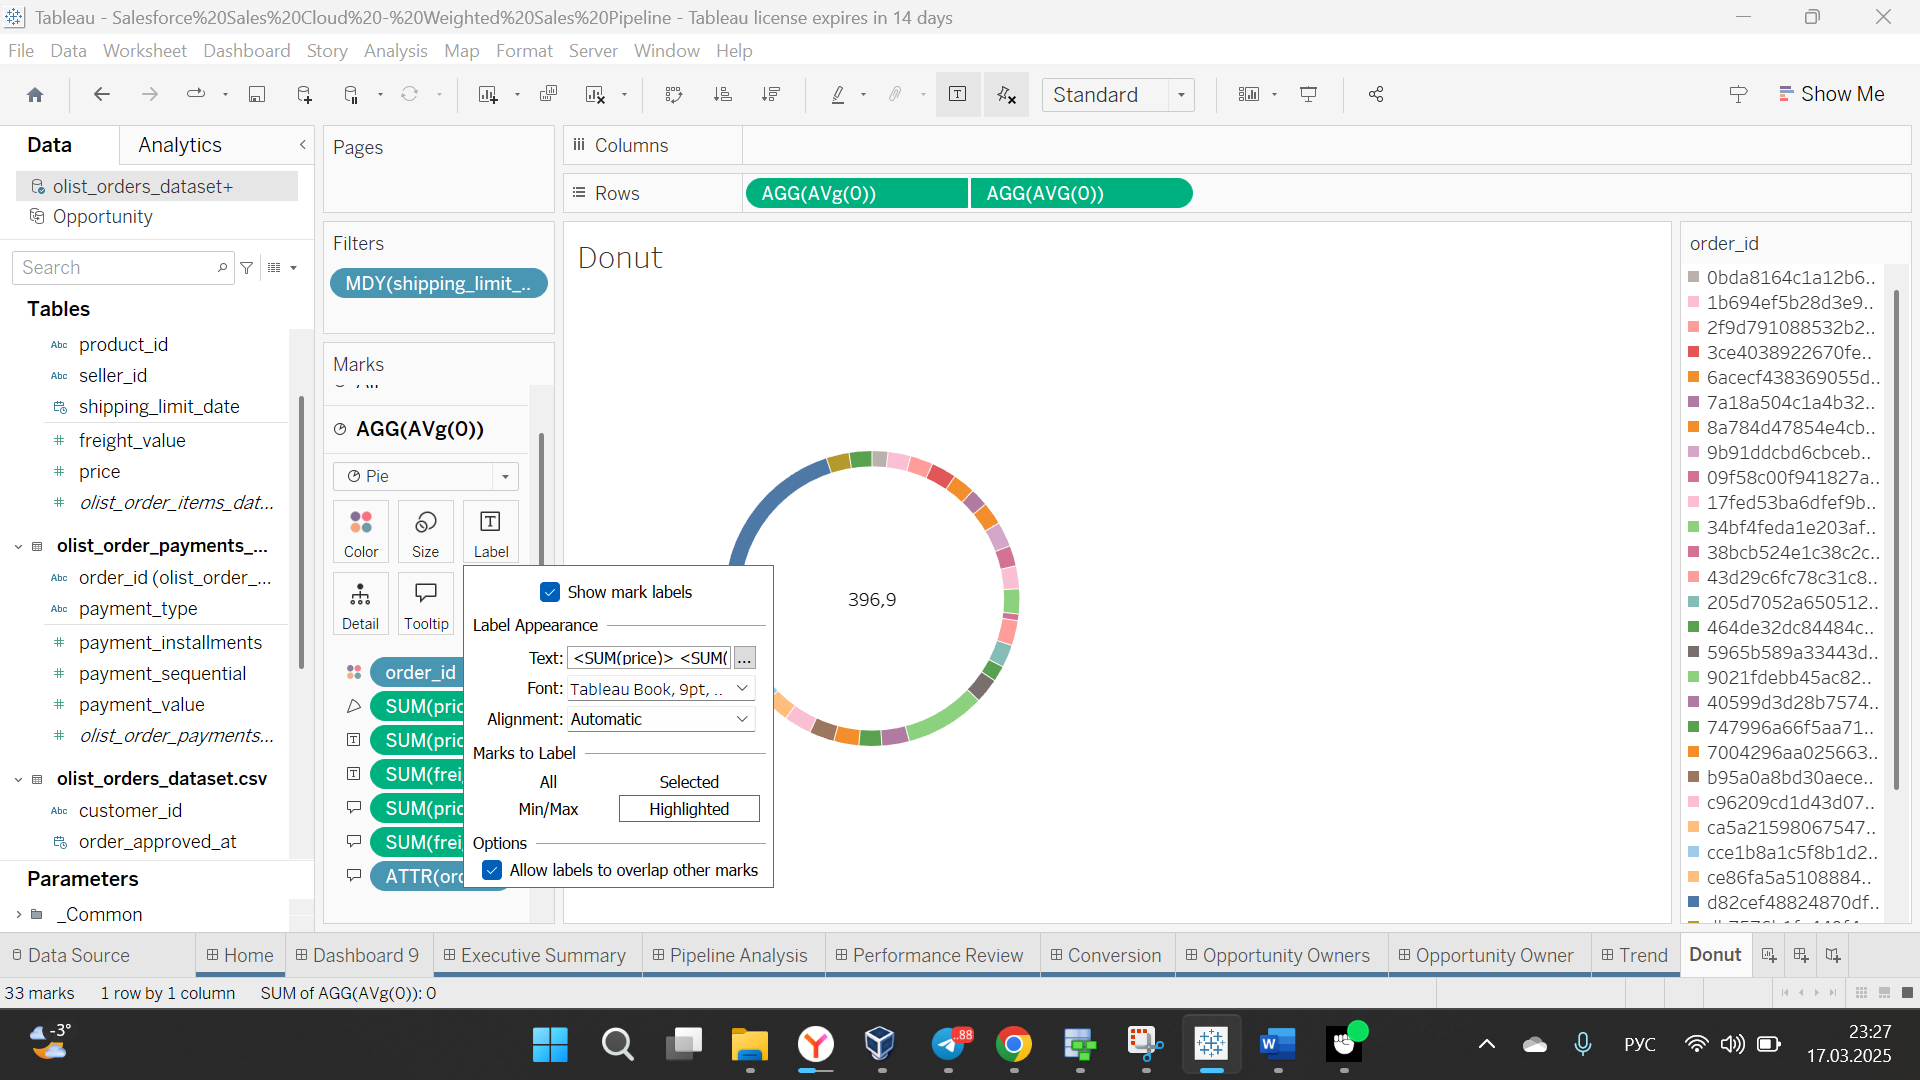 Tableau - Salesforce%20Sales%20Cloud%20-%20Weighted%20Sales%20Pipeline - Tableau license expires in 14 days
File Data Worksheet Dashboard Story Analysis Map Format Server Window Help
Standard
Show Me
Data Analytics
olist_orders_dataset+
Opportunity
Search
Tables
Abc product_id
Abc seller_id
shipping_limit_date
# freight_value
# price
# olist_order_items_dat...
olist_order_payments_...
Abc order_id (olist_order_...
Abc payment_type
# payment_installments
# payment_sequential
# payment_value
# olist_order_payments...
olist_orders_dataset.csv
Abc customer_id
order_approved_at
Parameters
_Common
Pages
Filters
MDY(shipping_limit_..
Marks
AGG(AVg(0))
Pie
Color Size Label
Detail Tooltip
order_id
SUM(pric
SUM(pric
SUM(frei
SUM(pric
SUM(frei
ATTR(ord
Columns
Rows
AGG(AVg(0)) AGG(AVG(0))
Donut
396,9
Show mark labels
Label Appearance
Text: <SUM(price)> <SUM( ...
Font: Tableau Book, 9pt, ..
Alignment: Automatic
Marks to Label
All Selected
Min/Max Highlighted
Options
Allow labels to overlap other marks
order_id
0bda8164c1a12b6..
1b694ef5b28d3e9..
2f9d791088532b2..
3ce4038922670fe..
6acecf438369055d..
7a18a504c1a4b32..
8a784d47854e4cb..
9b91ddcbd6cbceb..
09f58c00f941827a..
17fed53ba6dfef9b..
34bf4feda1e203af..
38bcb524e1c38c2c..
43d29c6fc78c31c8..
205d7052a650512..
464de32dc84484c..
5965b589a33443d..
9021fdebb45ac82..
40599d3d28b7574..
747996a66f5aa71..
7004296aa025663..
b95a0a8bd30aece..
c96209cd1d43d07..
ca5a21598067547..
cce1b8a1c5f8b1d2..
ce86fa5a5108884..
d82cef48824870df..
Data Source Home Dashboard 9 Executive Summary Pipeline Analysis Performance Review Conversion Opportunity Owners Opportunity Owner Trend Donut
33 marks 1 row by 1 column SUM of AGG(AVg(0)): 0
-3°
..88
РУС
23:27
17.03.2025